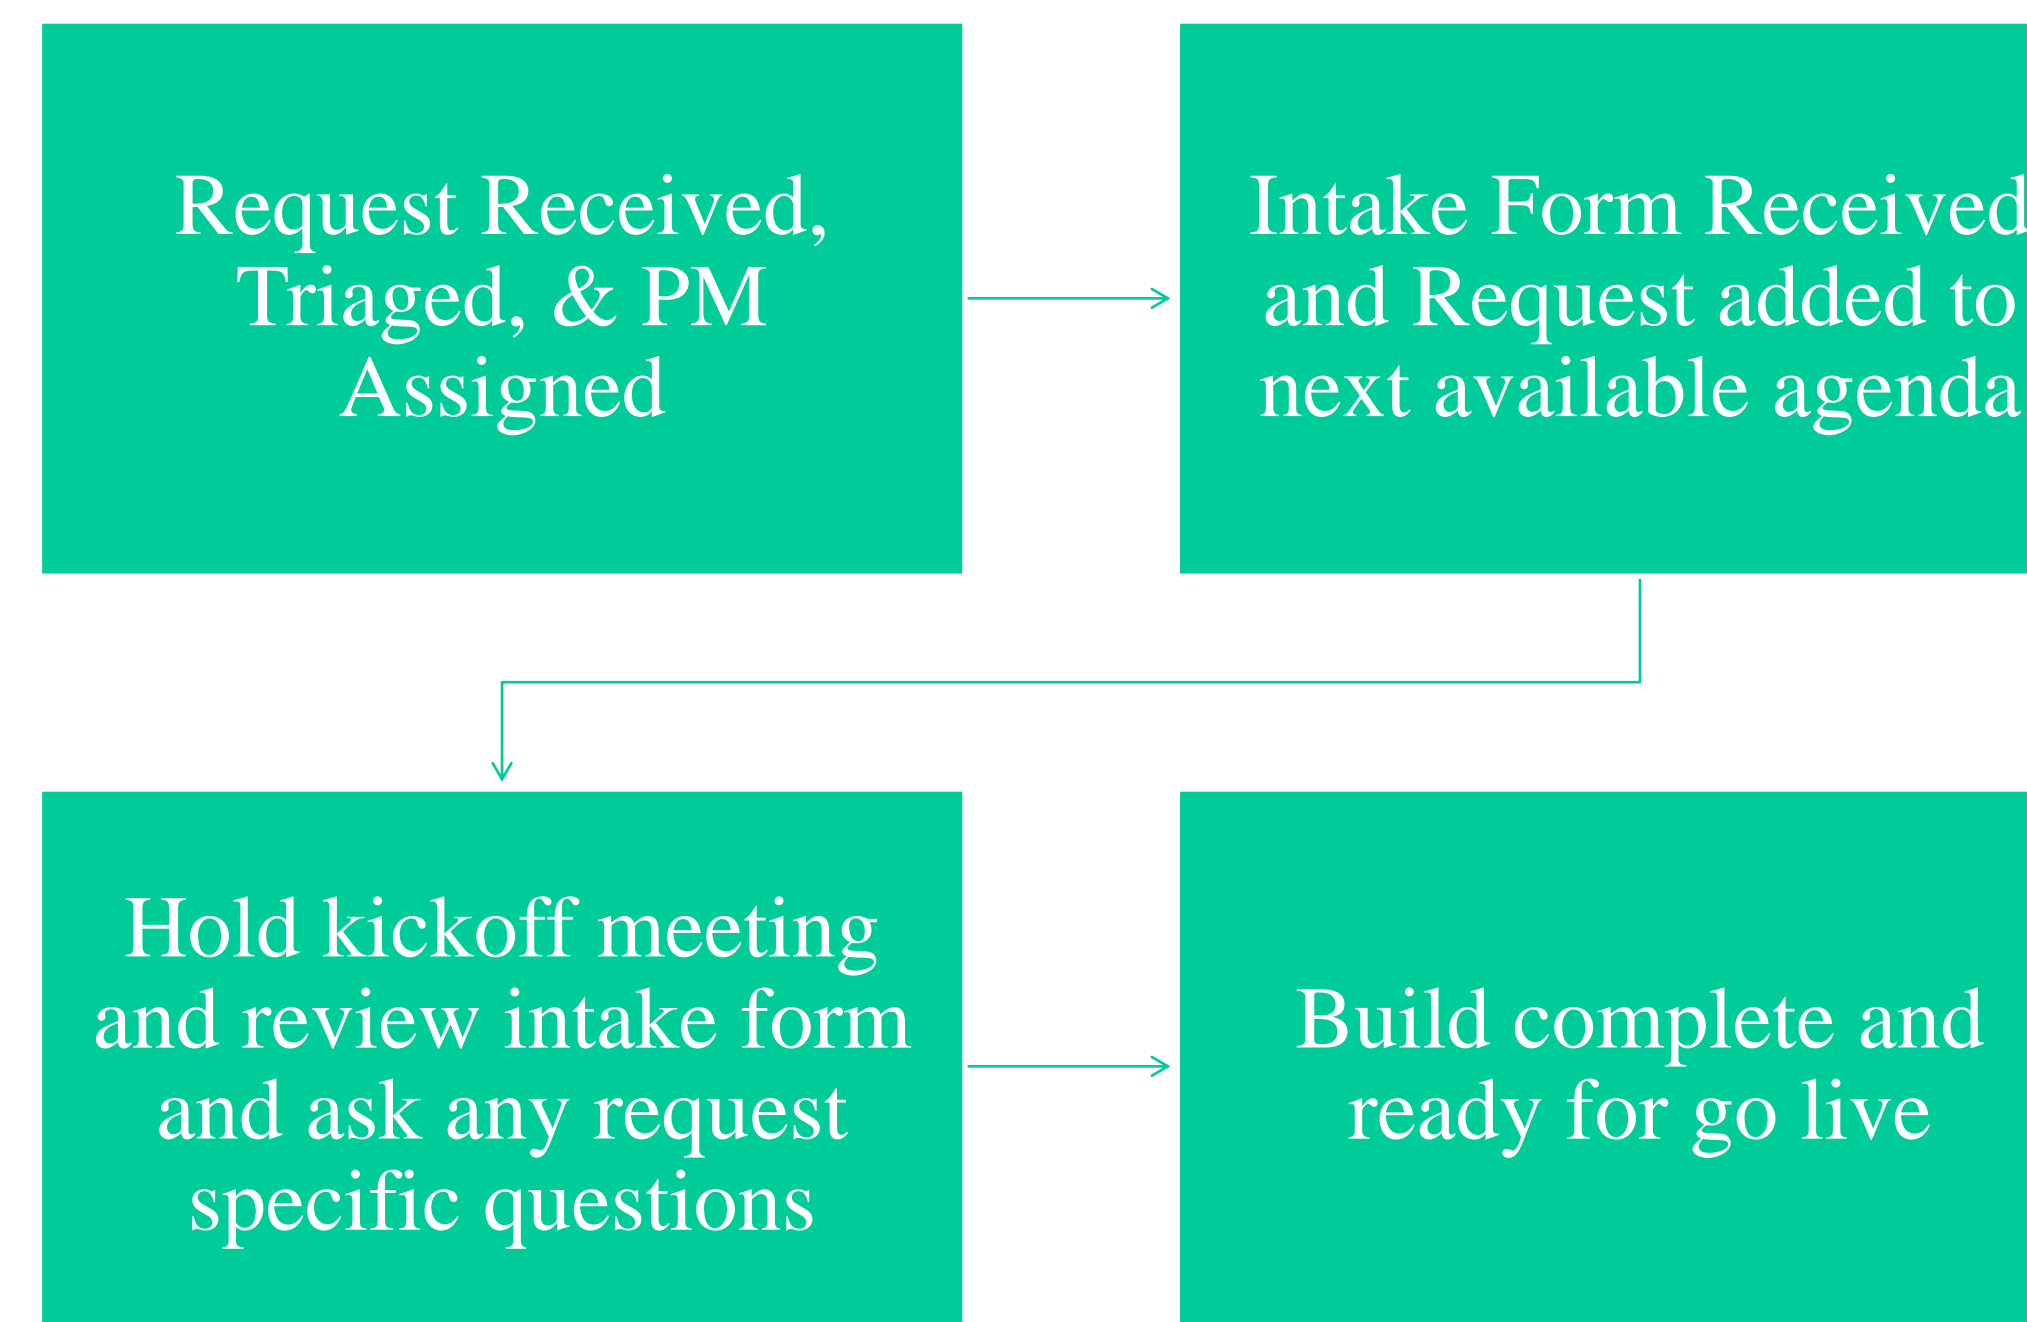 Request Received,
Triaged, & PM
Assigned
Intake Form Received
and Request added to
next available agenda
Hold kickoff meeting
and review intake form
and ask any request
specific questions
Build complete and
ready for go live